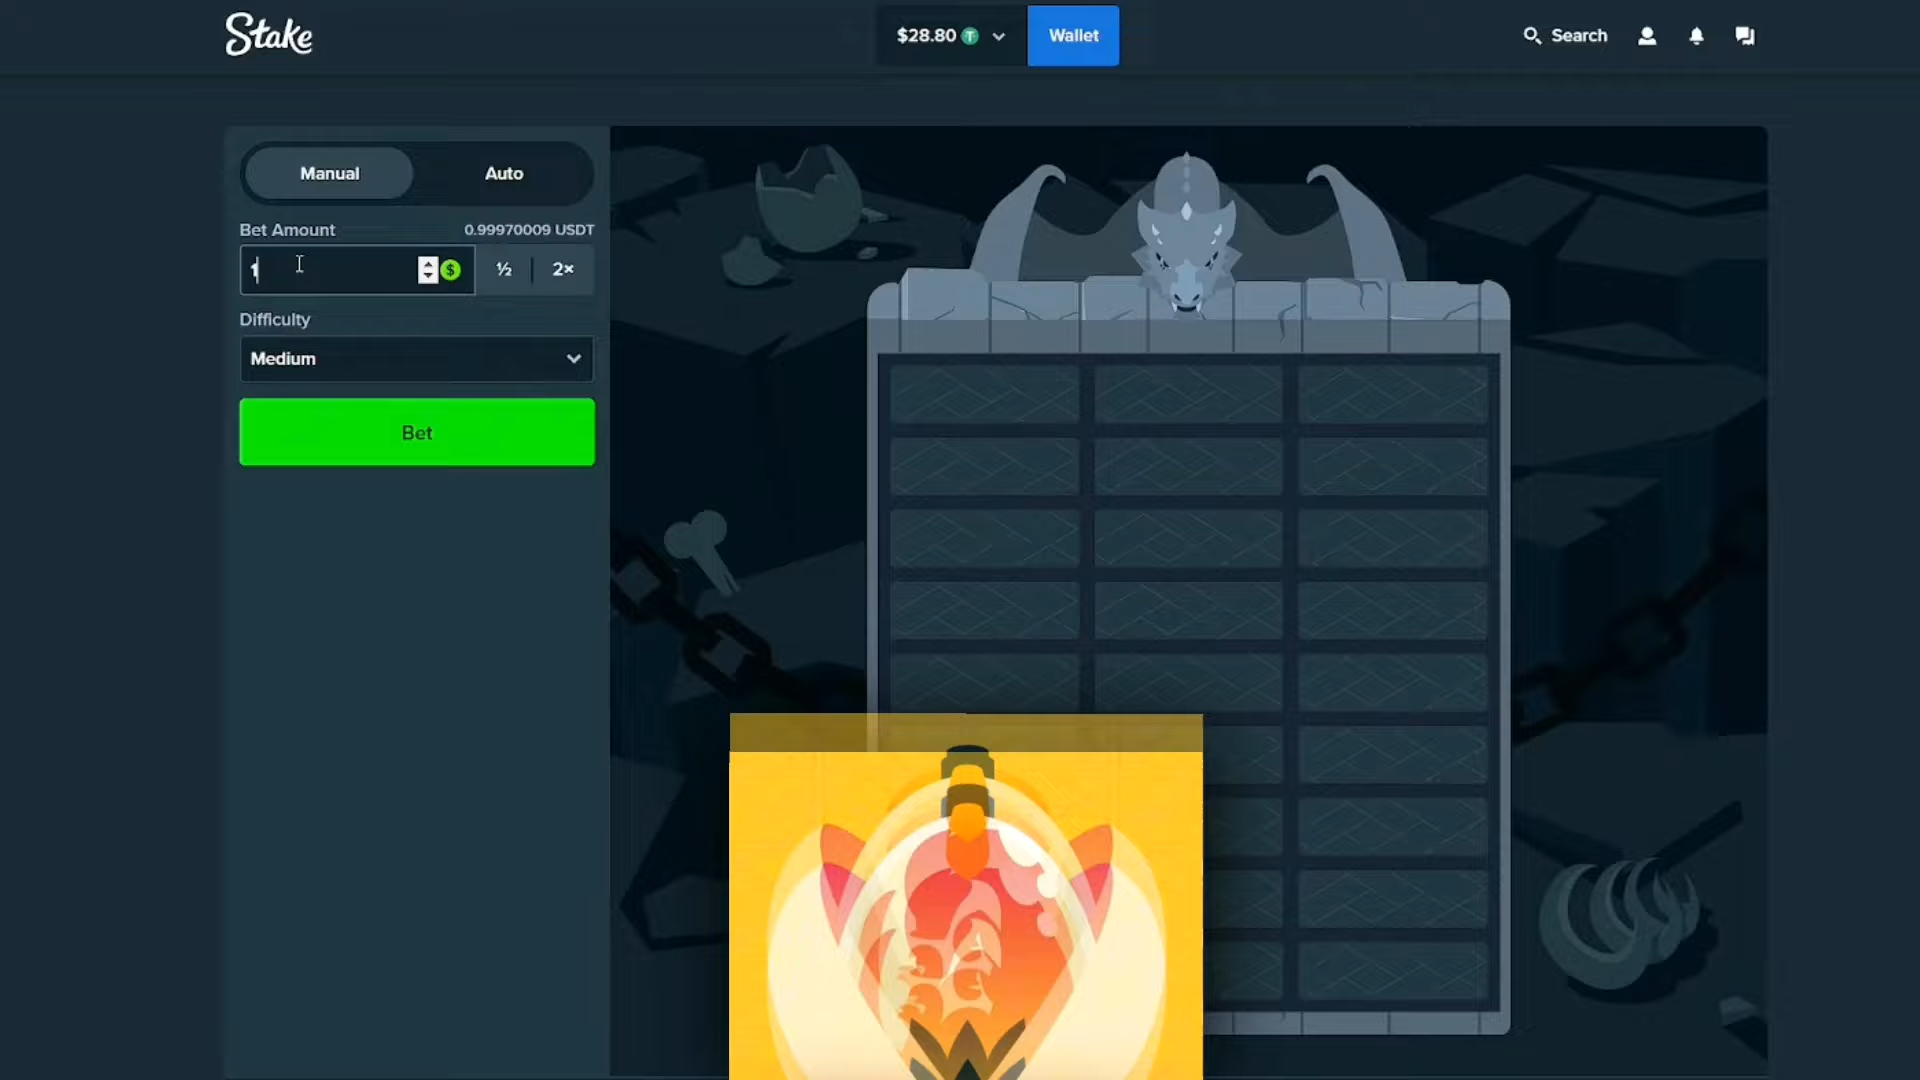 Stake
$28.80
Wallet
Search
Manual
Auto
Bet Amount
0.99970009 USDT
1
½
2×
Difficulty
Medium
Bet